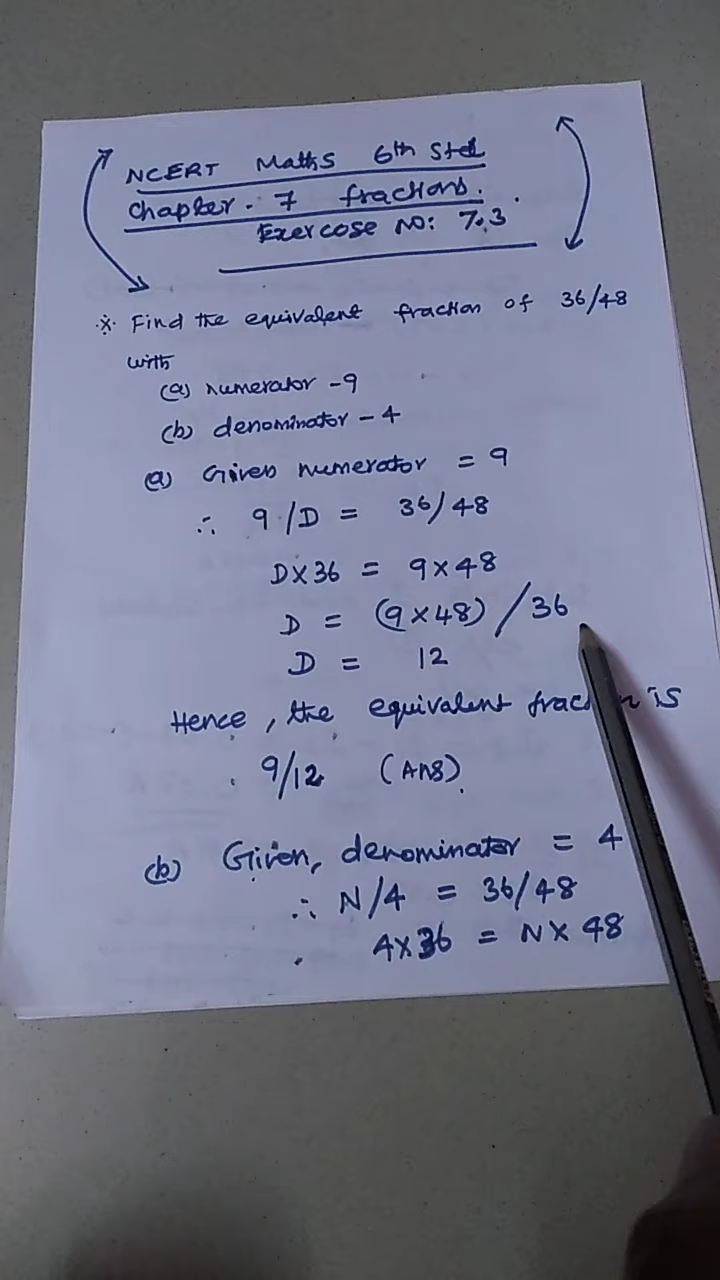 NCERT Maths 6th Std
Chapter - 7 fractions.
Exercose NO: 7.3.
Find the equivalent fraction of 36/48
with
(a) numerator - 9
(b) denominator - 4
(a) Given numerator = 9
∴ 9/D = 36/48
D×36 = 9×48
D = (9×48)/36
D = 12
Hence, the equivalent fraction is
9/12 (Ans).
(b) Given, denominator = 4
∴ N/4 = 36/48
4×36 = N×48